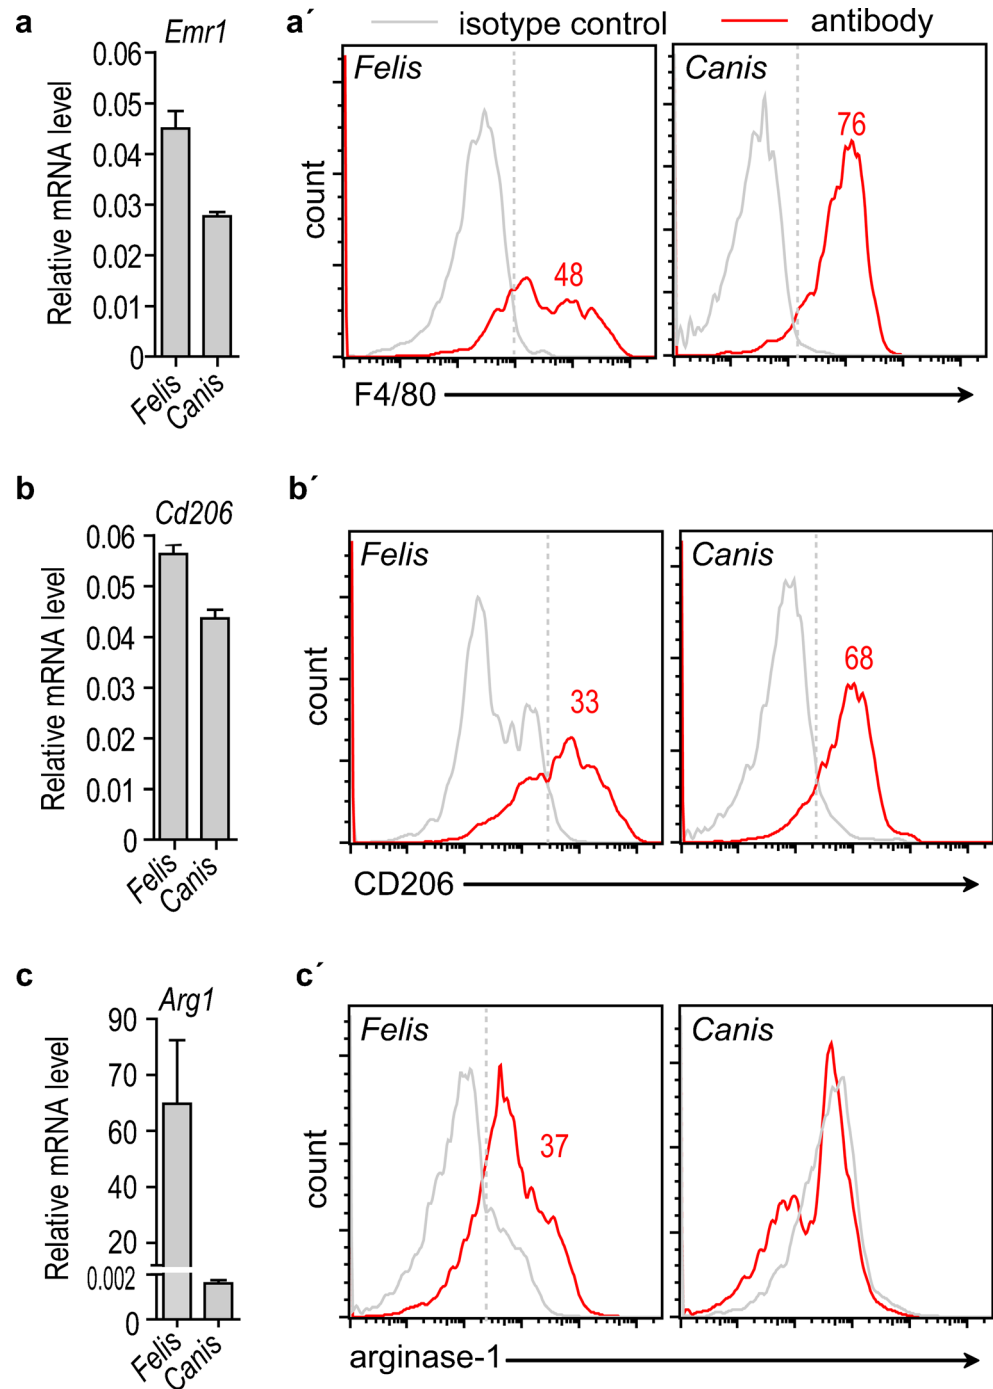 a
Emr1
Relative mRNA level
0.06
0.05
0.04
0.03
0.02
0.01
0
Felis
Canis
a´
isotype control
antibody
Felis
Canis
count
48
76
F4/80
b
Cd206
Relative mRNA level
0.06
0.05
0.04
0.03
0.02
0.01
0
Felis
Canis
b´
Felis
Canis
count
33
68
CD206
c
Arg1
Relative mRNA level
90
70
60
40
20
0.002
0
Felis
Canis
c´
Felis
Canis
count
37
arginase-1